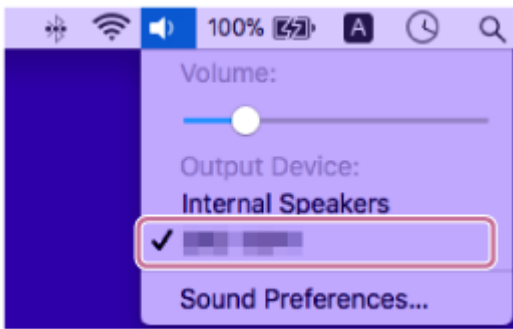 100% A
Volume:
Output Device:
Internal Speakers
Sound Preferences...